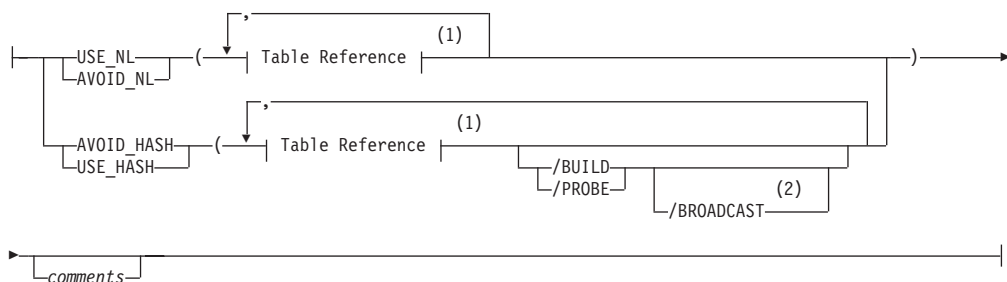 ,
(1)
USE_NL ( Table Reference )
AVOID_NL
,
(1)
AVOID_HASH ( Table Reference
USE_HASH
/BUILD
/PROBE
(2)
/BROADCAST
comments